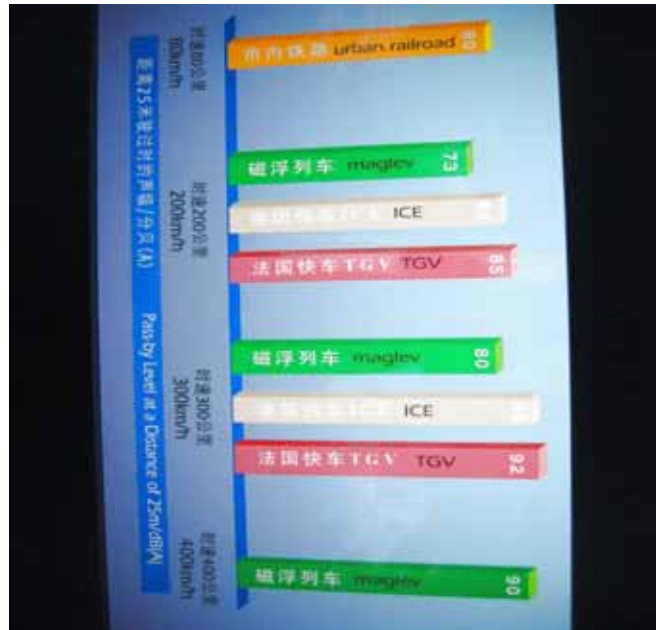 市内铁路 urban railroad 80
时速80公里
80km/h
磁浮列车 maglev 73
ICE
法国快车TGV TGV 85
时速200公里
200km/h
磁浮列车 maglev 80
ICE
法国快车TGV TGV 92
时速300公里
300km/h
磁浮列车 maglev 90
时速400公里
400km/h
距离25米驶过时的声幅/分贝(A)
Pass-by Level at a Distance of 25m/dB(A)